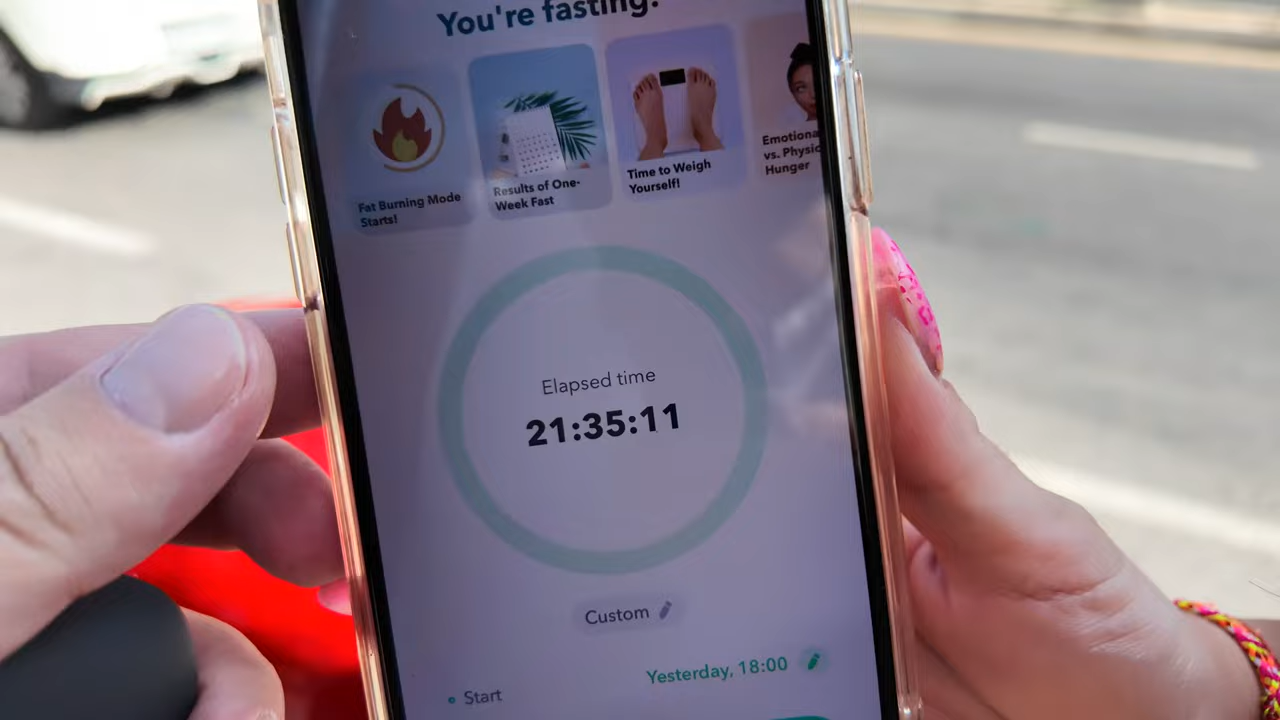 You're fasting!
Fat Burning Mode
Starts!
Results of One-
Week Fast
Time to Weigh
Yourself!
Emotiona
vs. Physic
Hunger
Elapsed time
21:35:11
Custom
Yesterday, 18:00
Start